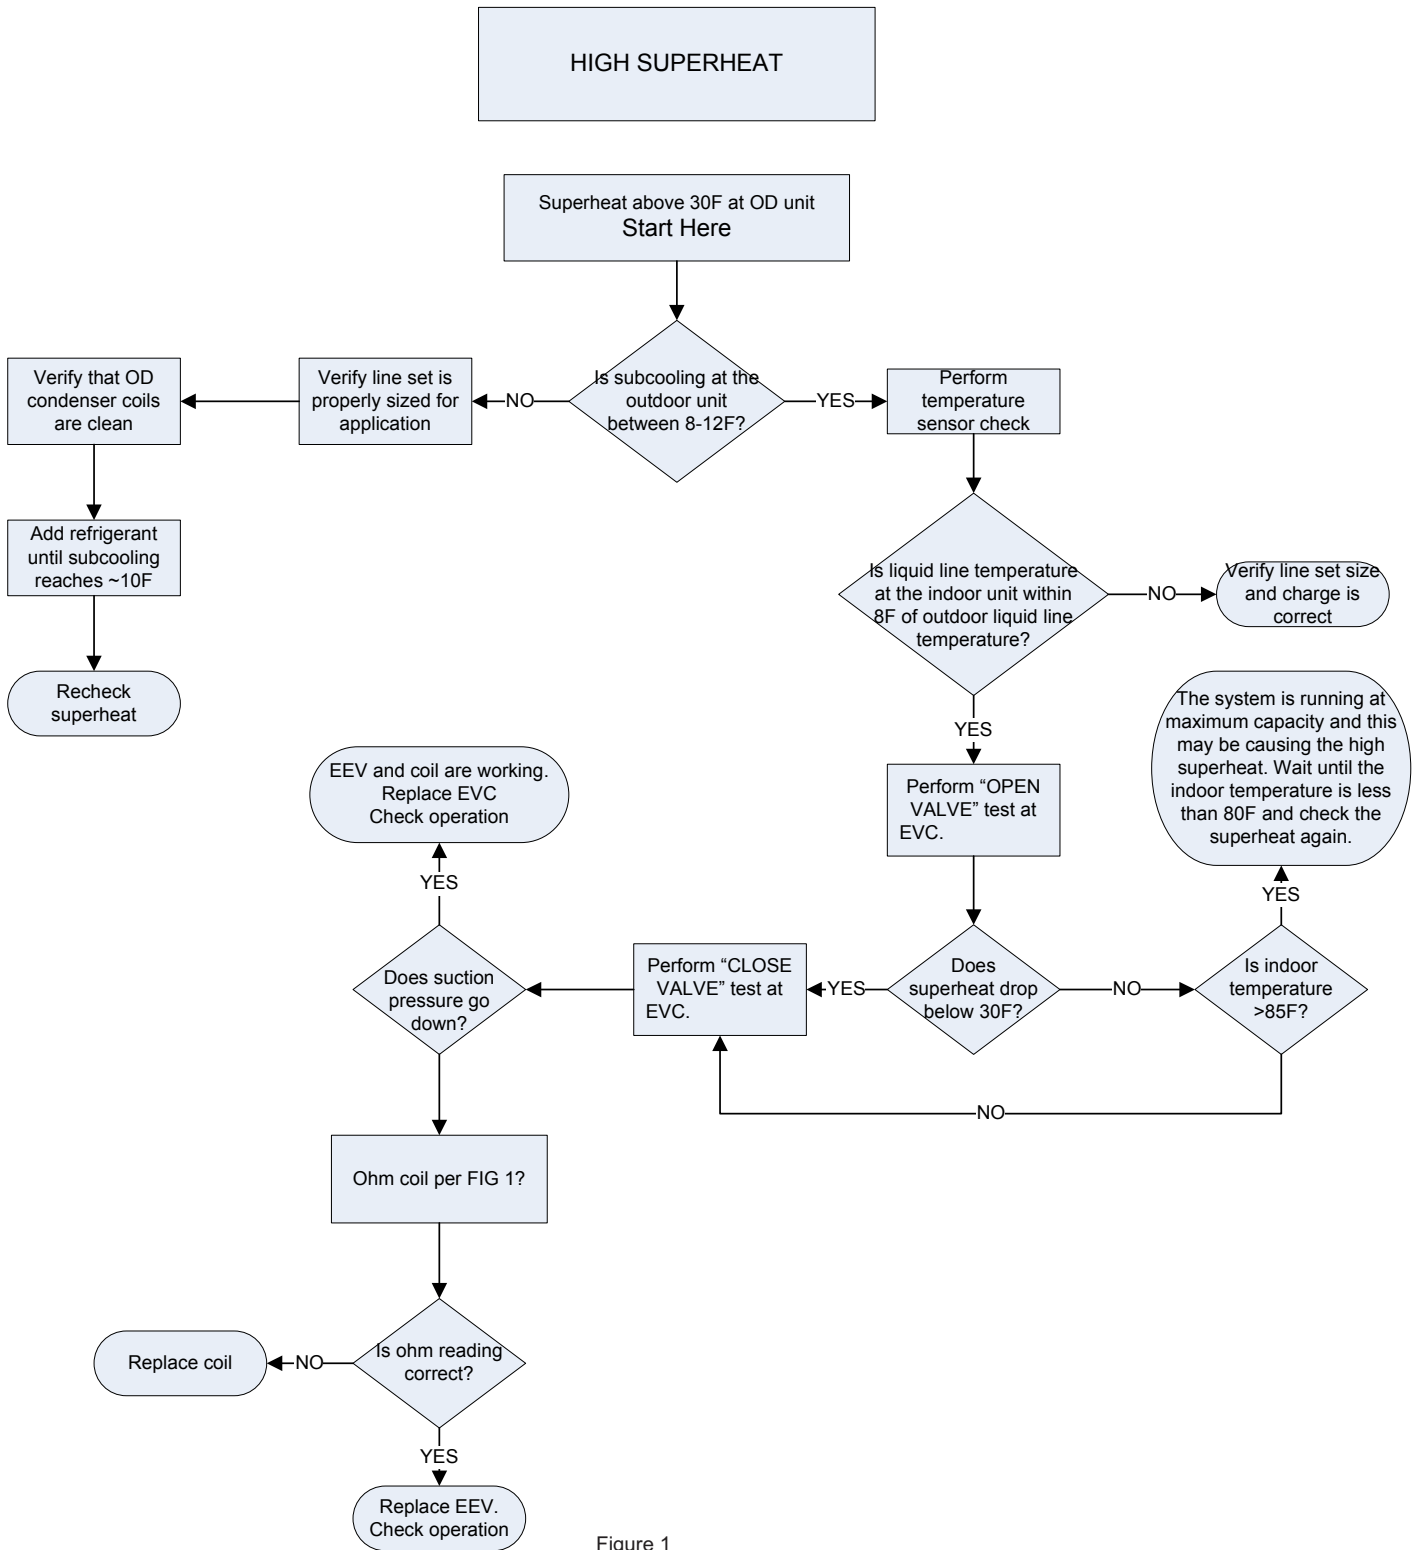 HIGH SUPERHEAT
Superheat above 30F at OD unit
Start Here
Is subcooling at the
outdoor unit
between 8-12F?
NO
YES
Verify line set is
properly sized for
application
Verify that OD
condenser coils
are clean
Add refrigerant
until subcooling
reaches ~10F
Recheck
superheat
Perform
temperature
sensor check
Is liquid line temperature
at the indoor unit within
8F of outdoor liquid line
temperature?
NO
Verify line set size
and charge is
correct
YES
Perform “OPEN
VALVE” test at
EVC.
Does
superheat drop
below 30F?
NO
Is indoor
temperature
>85F?
YES
The system is running at
maximum capacity and this
may be causing the high
superheat. Wait until the
indoor temperature is less
than 80F and check the
superheat again.
NO
YES
Perform “CLOSE
VALVE” test at
EVC.
Does suction
pressure go
down?
YES
EEV and coil are working.
Replace EVC
Check operation
Ohm coil per FIG 1?
Is ohm reading
correct?
NO
Replace coil
YES
Replace EEV.
Check operation
Figure 1